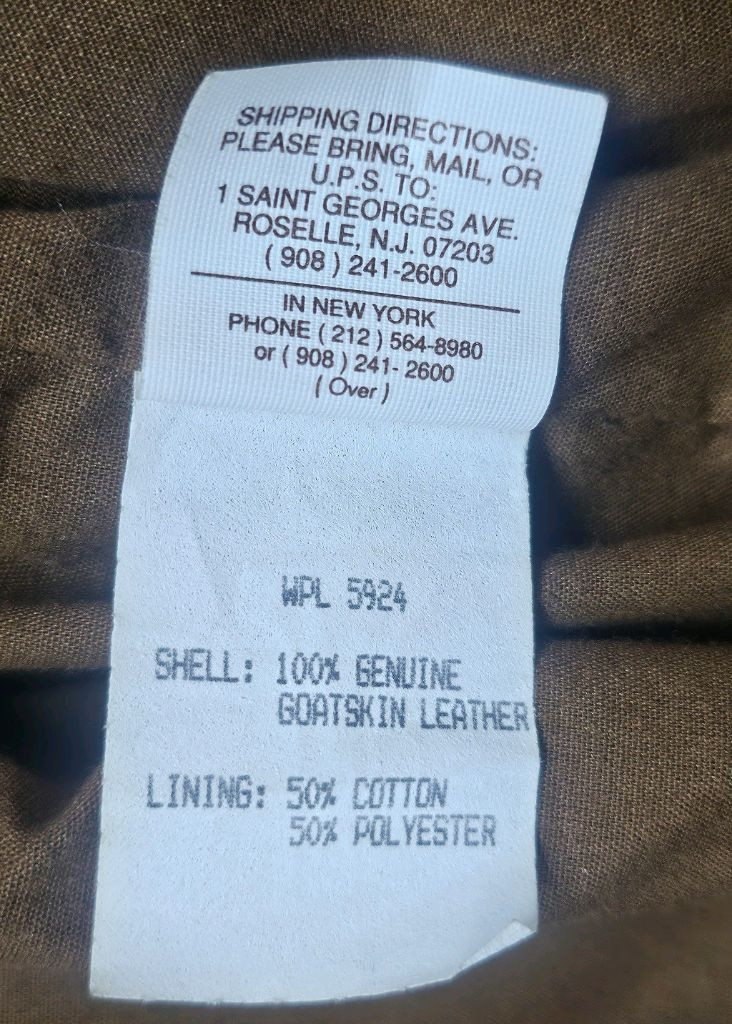 SHIPPING DIRECTIONS:
PLEASE BRING, MAIL, OR
U.P.S. TO:
1 SAINT GEORGES AVE.
ROSELLE, N.J. 07203
( 908 ) 241-2600
IN NEW YORK
PHONE ( 212 ) 564-8980
or ( 908 ) 241- 2600
( Over )
WPL 5924
SHELL: 100% GENUINE
GOATSKIN LEATHER
LINING: 50% COTTON
50% POLYESTER